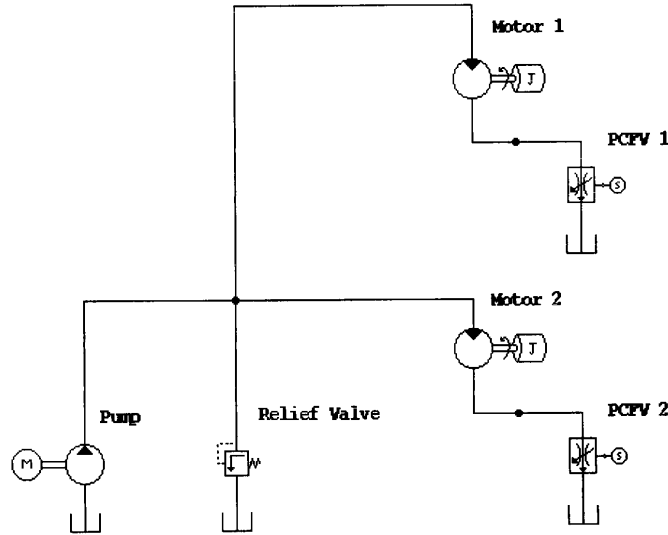 Motor 1
J
PCFV 1
S
Motor 2
J
Pump
Relief Valve
PCFV 2
M
S